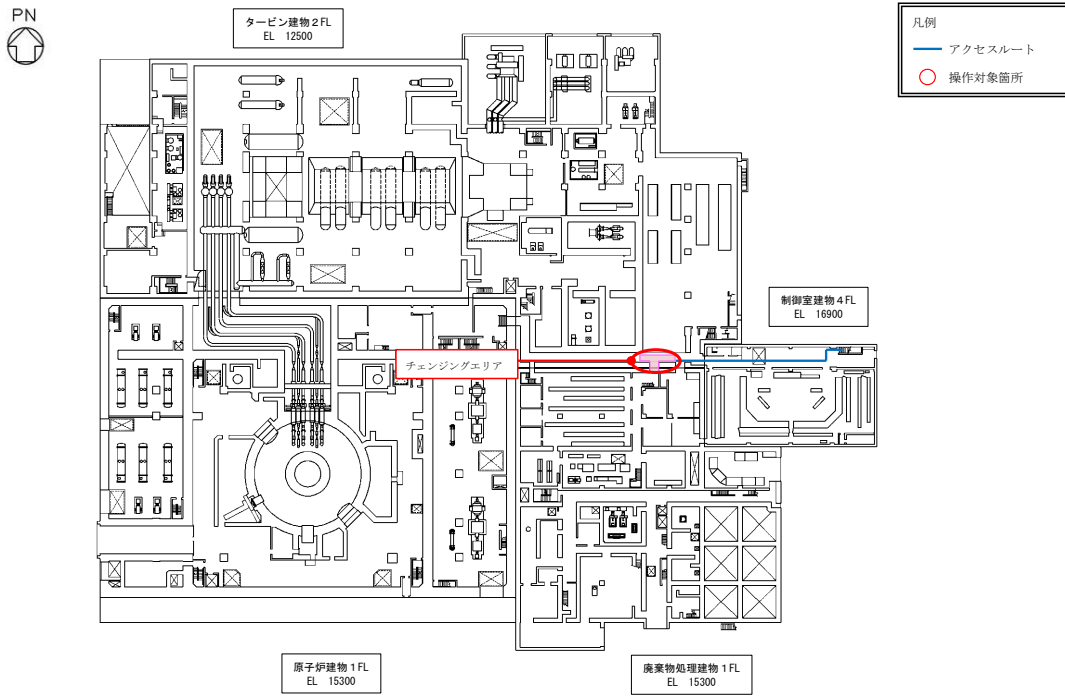 PN
タービン建物2FL
EL 12500
凡例
アクセスルート
操作対象箇所
制御室建物4FL
EL 16900
チェンジングエリア
原子炉建物1FL
EL 15300
廃棄物処理建物1FL
EL 15300